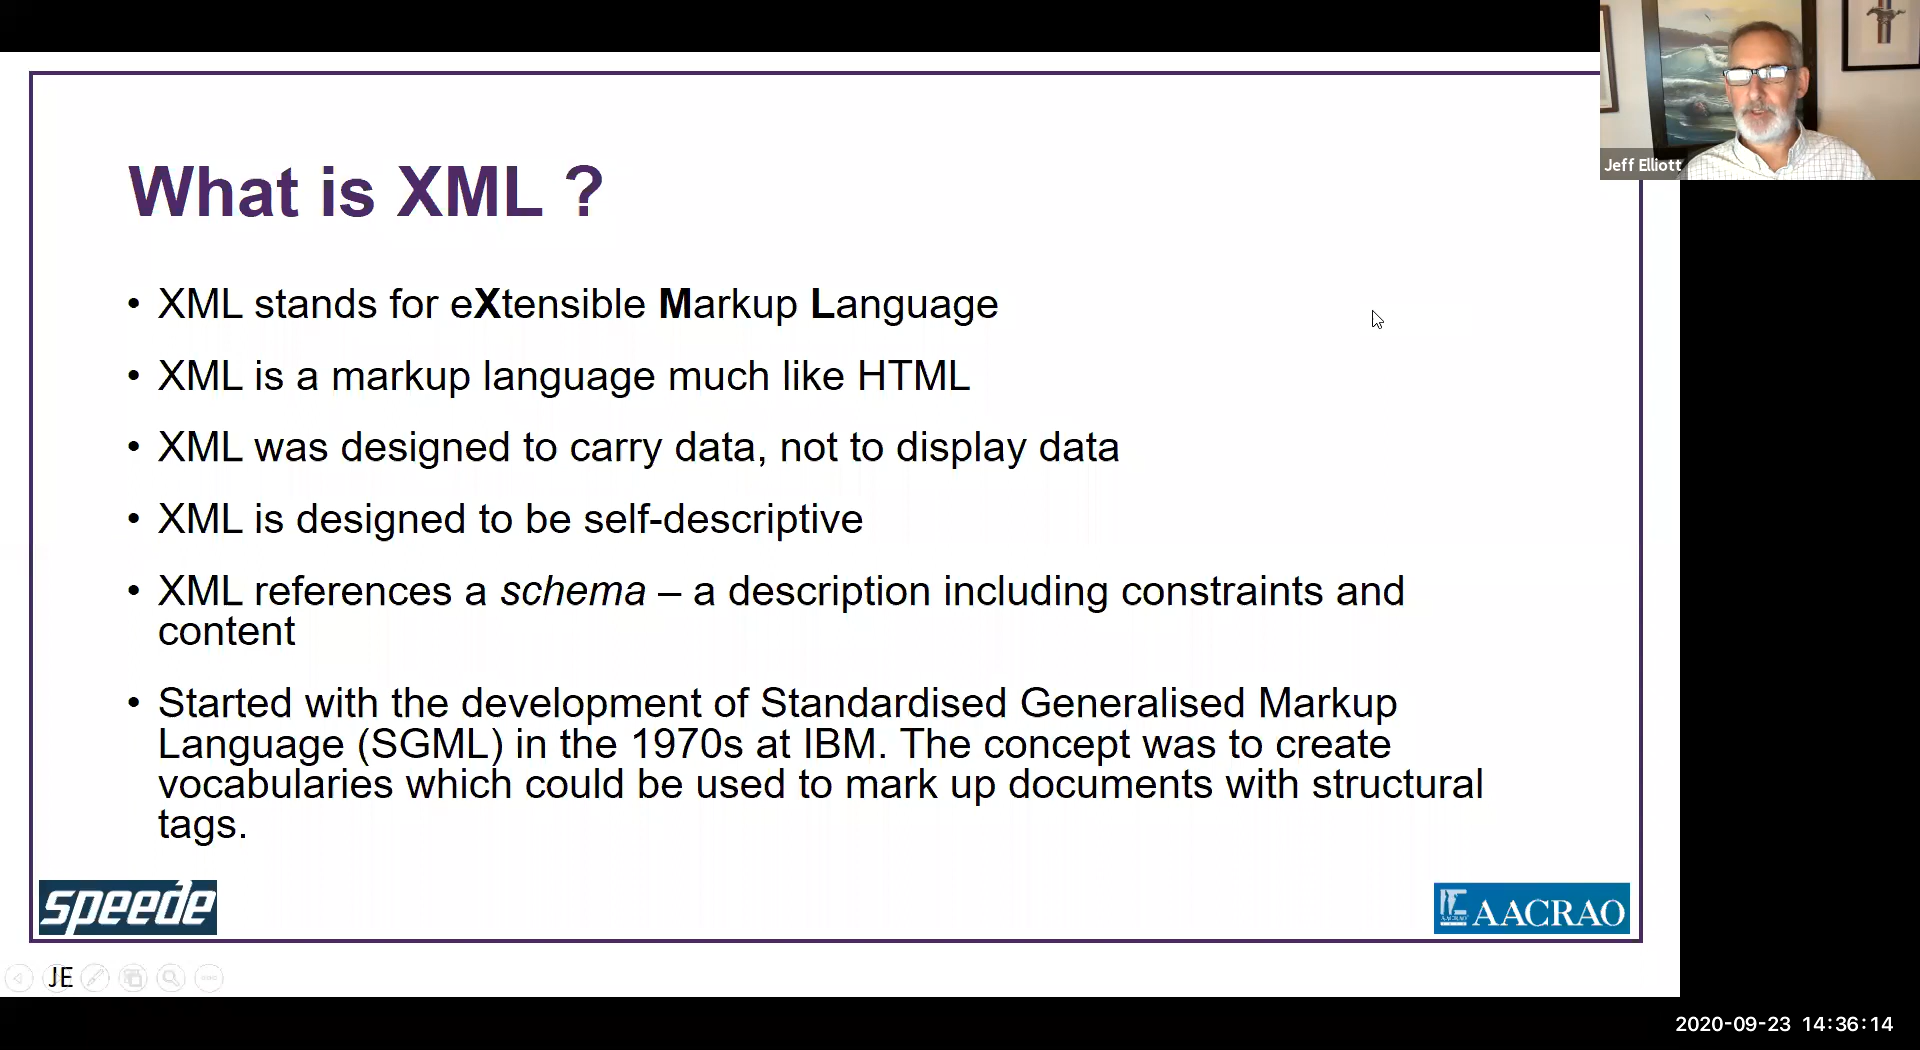 Jeff Elliott
What is XML ?
• XML stands for eXtensible Markup Language
• XML is a markup language much like HTML
• XML was designed to carry data, not to display data
• XML is designed to be self-descriptive
• XML references a schema – a description including constraints and
content
• Started with the development of Standardised Generalised Markup
Language (SGML) in the 1970s at IBM. The concept was to create
vocabularies which could be used to mark up documents with structural
tags.
speede
AACRAO
JE
2020-09-23 14:36:14